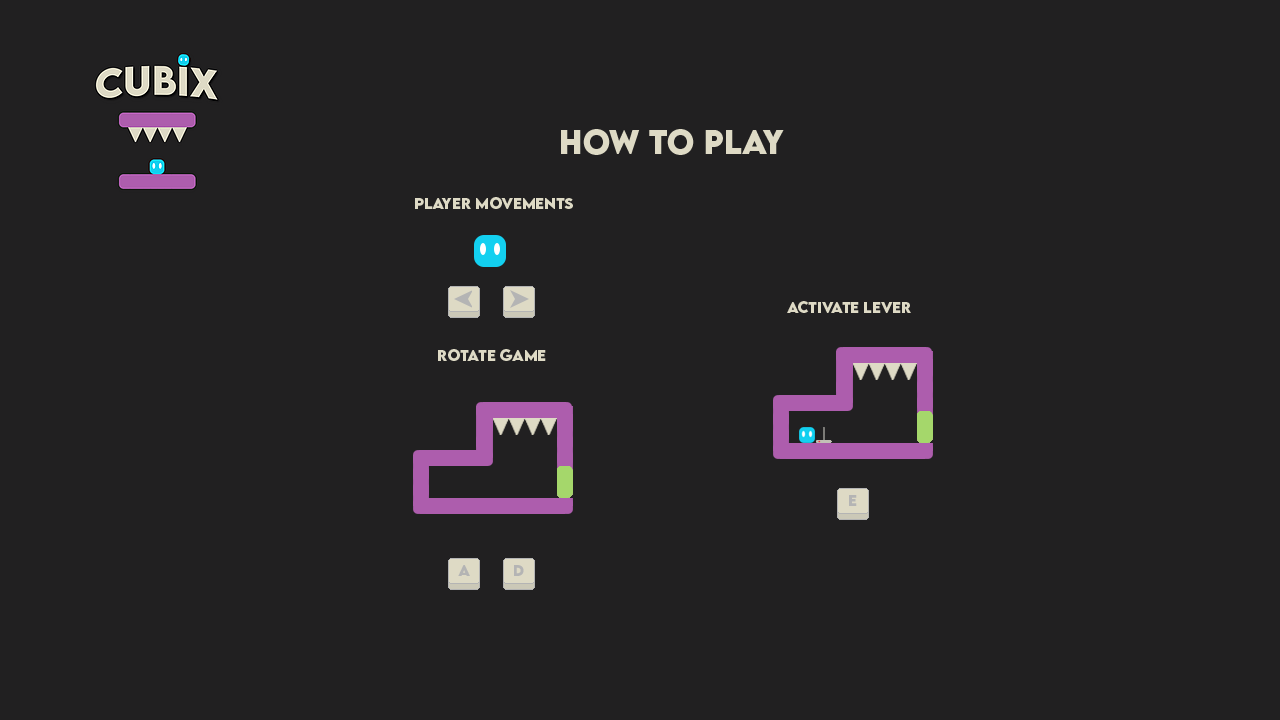 CUBIX
HOW TO PLAY
PLAYER MOVEMENTS
ROTATE GAME
A D
ACTIVATE LEVER
E